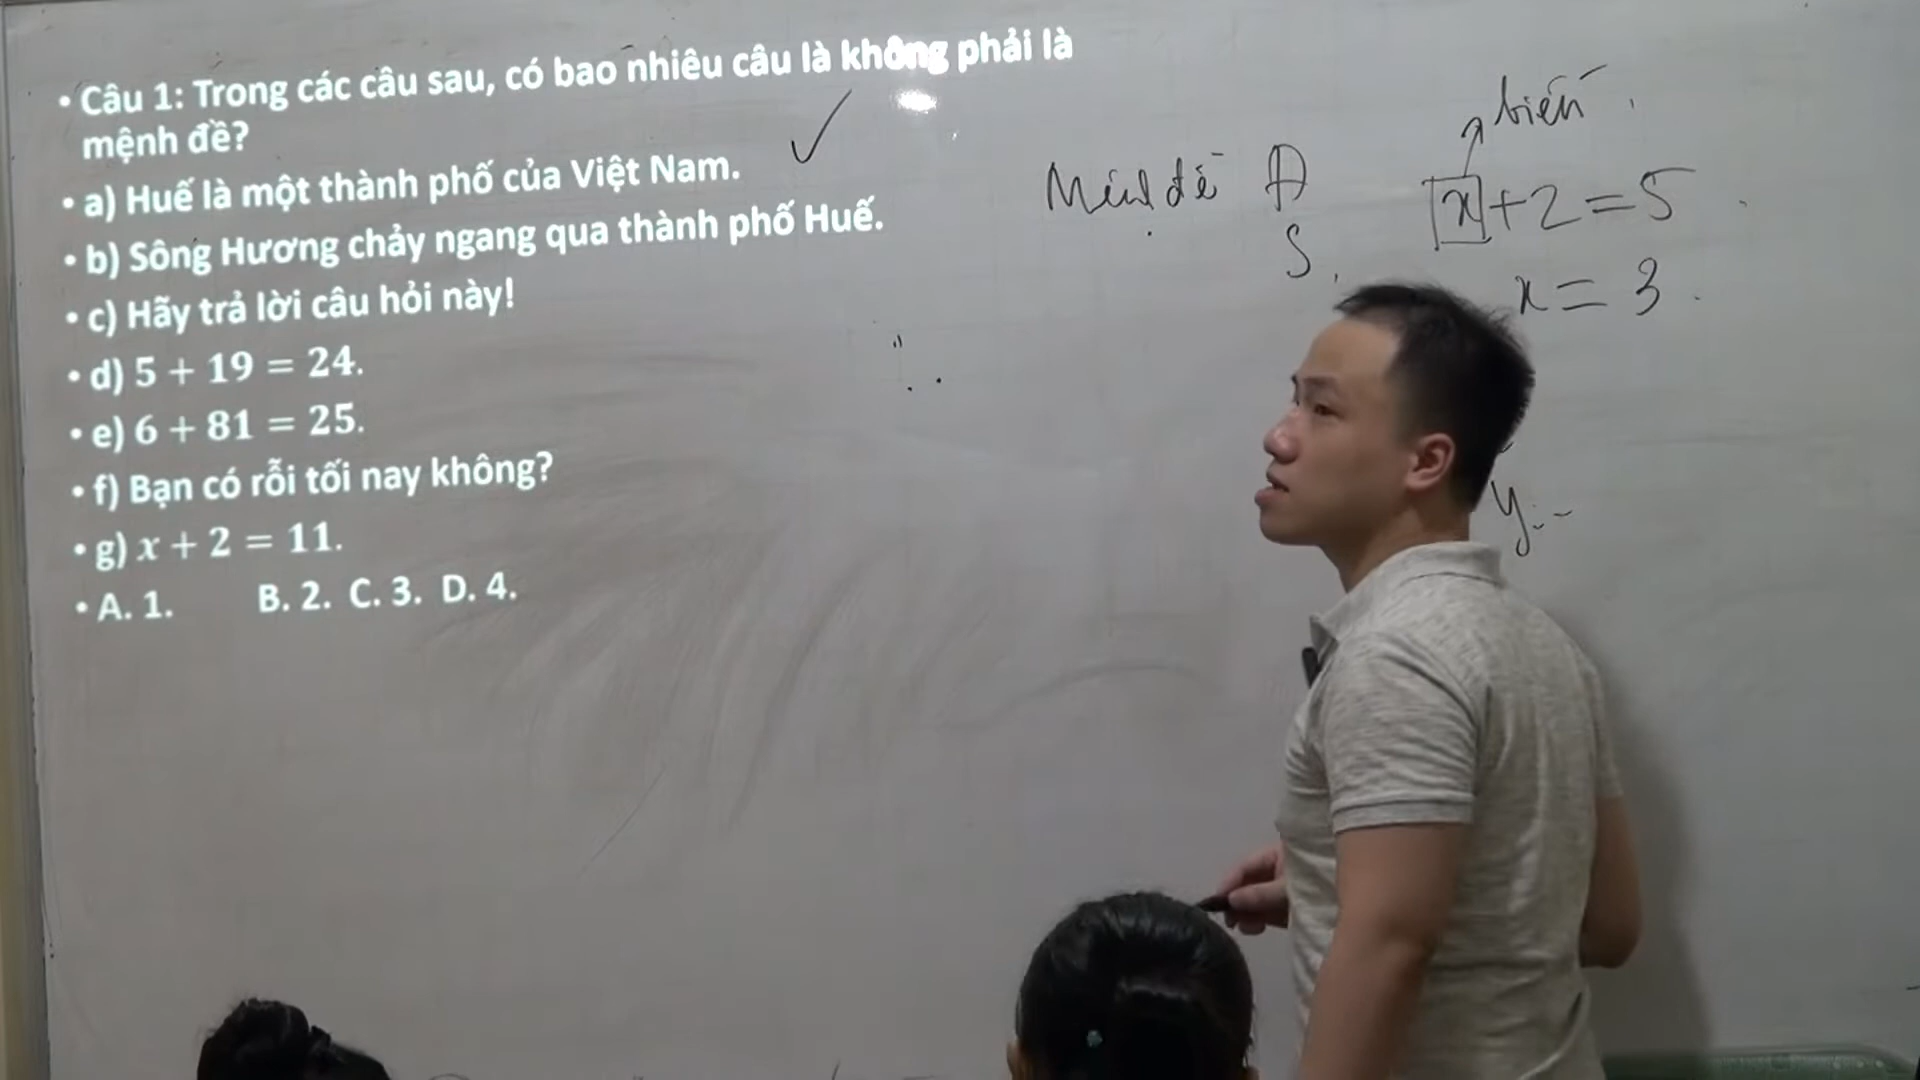 • Câu 1: Trong các câu sau, có bao nhiêu câu là không phải là
mệnh đề?
• a) Huế là một thành phố của Việt Nam.
• b) Sông Hương chảy ngang qua thành phố Huế.
• c) Hãy trả lời câu hỏi này!
• d) 5 + 19 = 24.
• e) 6 + 81 = 25.
• f) Bạn có rỗi tối nay không?
• g) x + 2 = 11.
• A. 1. B. 2. C. 3. D. 4.
Mệnh đề Đ
S
biến
x + 2 = 5
x = 3
y